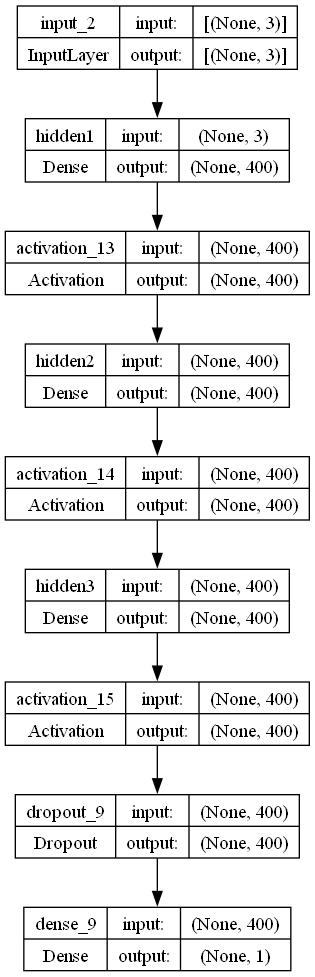 input_2 input: [(None, 3)]
InputLayer output: [(None, 3)]
hidden1 input: (None, 3)
Dense output: (None, 400)
activation_13 input: (None, 400)
Activation output: (None, 400)
hidden2 input: (None, 400)
Dense output: (None, 400)
activation_14 input: (None, 400)
Activation output: (None, 400)
hidden3 input: (None, 400)
Dense output: (None, 400)
activation_15 input: (None, 400)
Activation output: (None, 400)
dropout_9 input: (None, 400)
Dropout output: (None, 400)
dense_9 input: (None, 400)
Dense output: (None, 1)